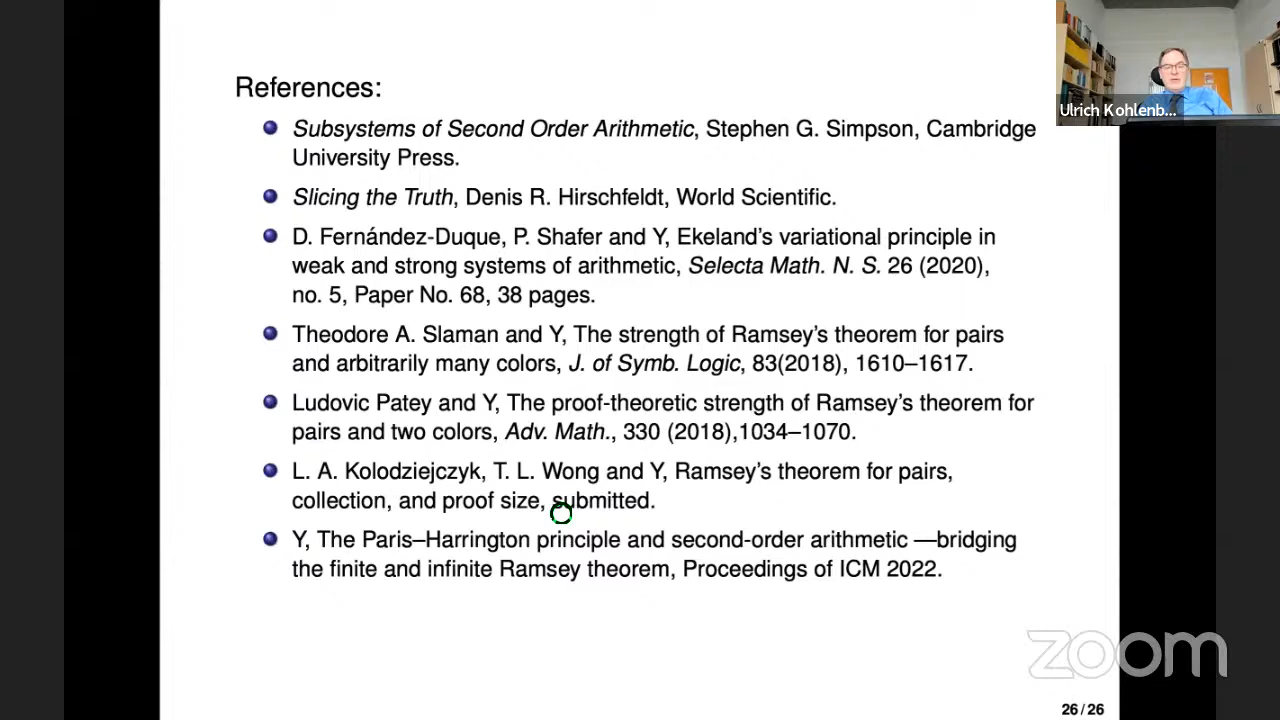 References:
Subsystems of Second Order Arithmetic, Stephen G. Simpson, Cambridge
University Press.
Slicing the Truth, Denis R. Hirschfeldt, World Scientific.
D. Fernández-Duque, P. Shafer and Y, Ekeland's variational principle in
weak and strong systems of arithmetic, Selecta Math. N. S. 26 (2020),
no. 5, Paper No. 68, 38 pages.
Theodore A. Slaman and Y, The strength of Ramsey's theorem for pairs
and arbitrarily many colors, J. of Symb. Logic, 83(2018), 1610–1617.
Ludovic Patey and Y, The proof-theoretic strength of Ramsey's theorem for
pairs and two colors, Adv. Math., 330 (2018),1034–1070.
L. A. Kolodziejczyk, T. L. Wong and Y, Ramsey's theorem for pairs,
collection, and proof size, submitted.
Y, The Paris–Harrington principle and second-order arithmetic —bridging
the finite and infinite Ramsey theorem, Proceedings of ICM 2022.
26/26
Ulrich Kohlenb...
zoom